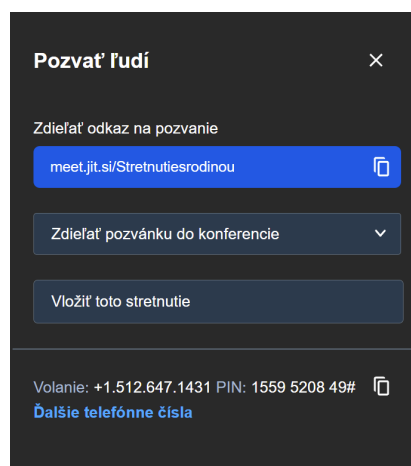 Pozvať ľudí
Zdieľať odkaz na pozvanie
meet.jit.si/Stretnutiesrodinou
Zdieľať pozvánku do konferencie
Vložiť toto stretnutie
Volanie: +1.512.647.1431 PIN: 1559 5208 49#
Ďalšie telefónne čísla